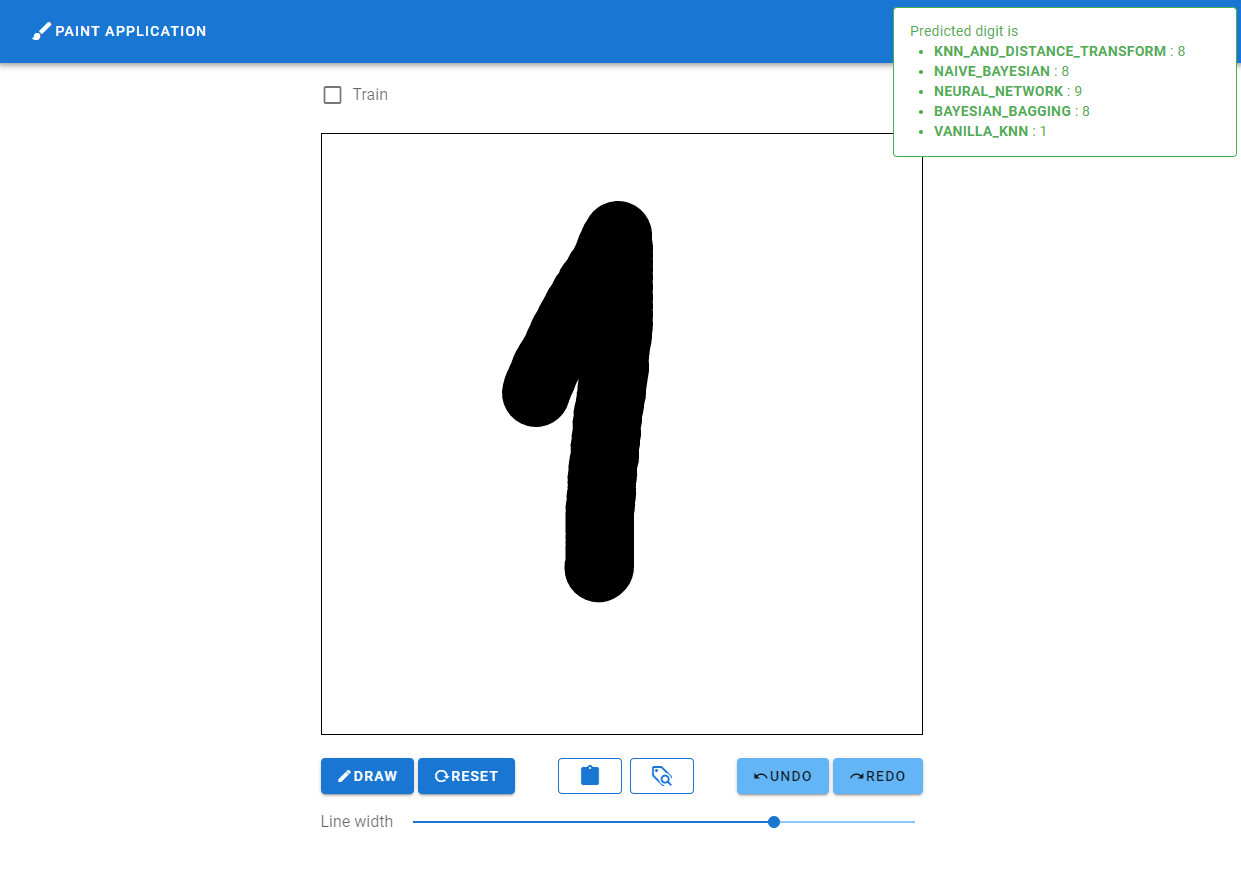 PAINT APPLICATION
Predicted digit is
• KNN_AND_DISTANCE_TRANSFORM : 8
• NAIVE_BAYESIAN : 8
• NEURAL_NETWORK : 9
• BAYESIAN_BAGGING : 8
• VANILLA_KNN : 1
Train
1
DRAW RESET UNDO REDO
Line width